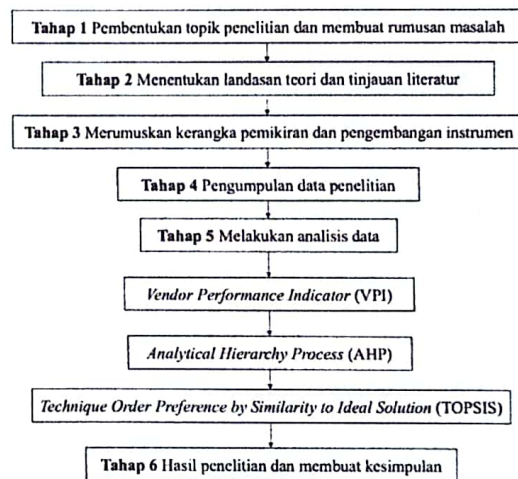 Tahap 1 Pembentukan topik penelitian dan membuat rumusan masalah
Tahap 2 Menentukan landasan teori dan tinjauan literatur
Tahap 3 Merumuskan kerangka pemikiran dan pengembangan instrumen
Tahap 4 Pengumpulan data penelitian
Tahap 5 Melakukan analisis data
Vendor Performance Indicator (VPI)
Analytical Hierarchy Process (AHP)
Technique Order Preference by Similarity to Ideal Solution (TOPSIS)
Tahap 6 Hasil penelitian dan membuat kesimpulan